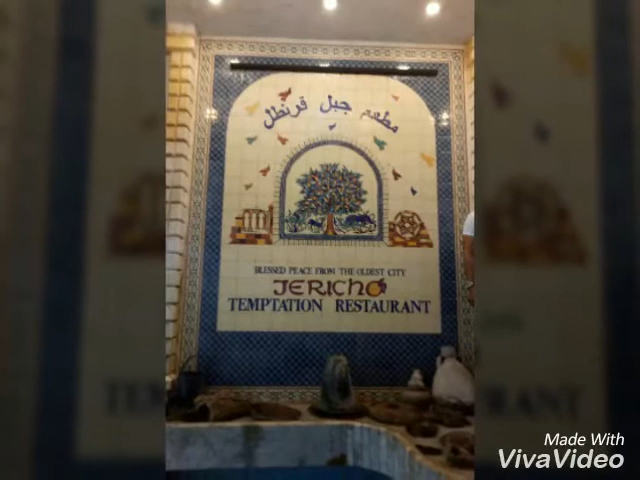 مطعم جبل قرنطل
BLESSED PEACE FROM THE OLDEST CITY
JERICHO
TEMPTATION RESTAURANT
Made With
VivaVideo